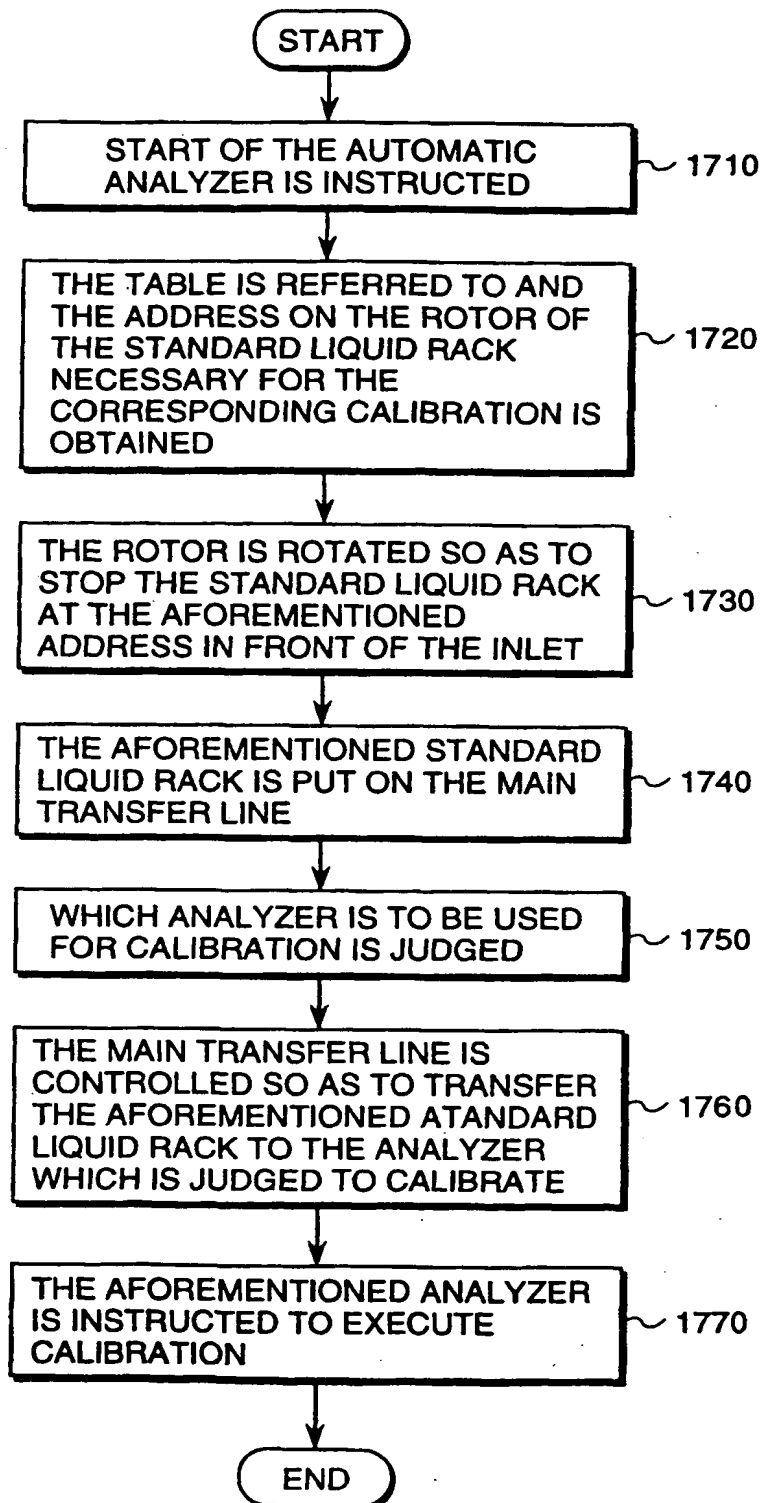 START
START OF THE AUTOMATIC
ANALYZER IS INSTRUCTED
1710
THE TABLE IS REFERRED TO AND
THE ADDRESS ON THE ROTOR OF
THE STANDARD LIQUID RACK
NECESSARY FOR THE
CORRESPONDING CALIBRATION IS
OBTAINED
1720
THE ROTOR IS ROTATED SO AS TO
STOP THE STANDARD LIQUID RACK
AT THE AFOREMENTIONED
ADDRESS IN FRONT OF THE INLET
1730
THE AFOREMENTIONED STANDARD
LIQUID RACK IS PUT ON THE MAIN
TRANSFER LINE
1740
WHICH ANALYZER IS TO BE USED
FOR CALIBRATION IS JUDGED
1750
THE MAIN TRANSFER LINE IS
CONTROLLED SO AS TO TRANSFER
THE AFOREMENTIONED ATANDARD
LIQUID RACK TO THE ANALYZER
WHICH IS JUDGED TO CALIBRATE
1760
THE AFOREMENTIONED ANALYZER
IS INSTRUCTED TO EXECUTE
CALIBRATION
1770
END